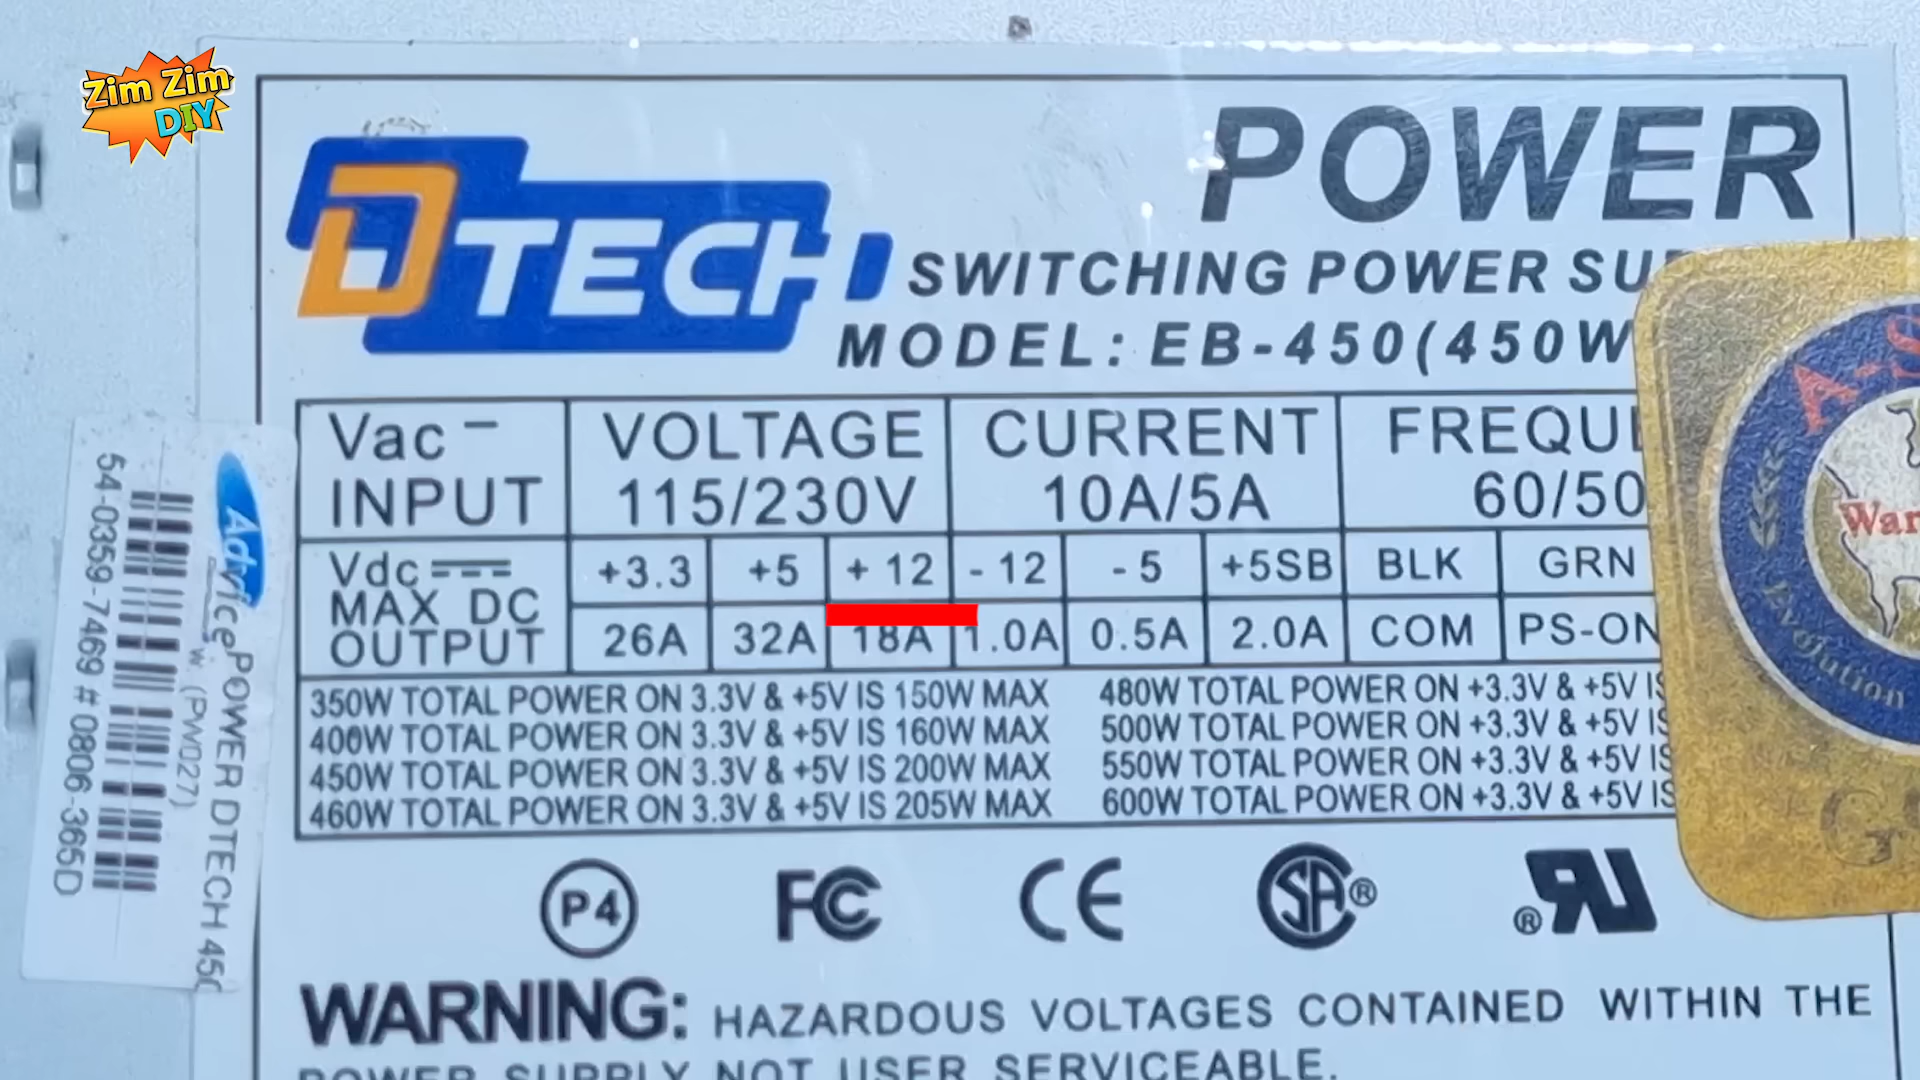 Zim Zim
DIY
POWER
DTECH
SWITCHING POWER SU
MODEL: EB-450(450W
Vac VOLTAGE CURRENT FREQU
INPUT 115/230V 10A/5A 60/50
Vdc +3.3 +5 +12 -12 -5 +5SB BLK GRN
MAX DC
OUTPUT 26A 32A 18A 1.0A 0.5A 2.0A COM PS-ON
350W TOTAL POWER ON 3.3V & +5V IS 150W MAX 480W TOTAL POWER ON +3.3V & +5V IS
400W TOTAL POWER ON 3.3V & +5V IS 160W MAX 500W TOTAL POWER ON +3.3V & +5V IS
450W TOTAL POWER ON 3.3V & +5V IS 200W MAX 550W TOTAL POWER ON +3.3V & +5V IS
460W TOTAL POWER ON 3.3V & +5V IS 205W MAX 600W TOTAL POWER ON +3.3V & +5V IS
P4 FC CE SA® ®UR
WARNING: HAZARDOUS VOLTAGES CONTAINED WITHIN THE
POWER SUPPLY NOT USER SERVICEABLE.
Advice
POWER DTECH 450
(PW027)
54-0359-7469 # 0806-365D
A-S
War
Evolution